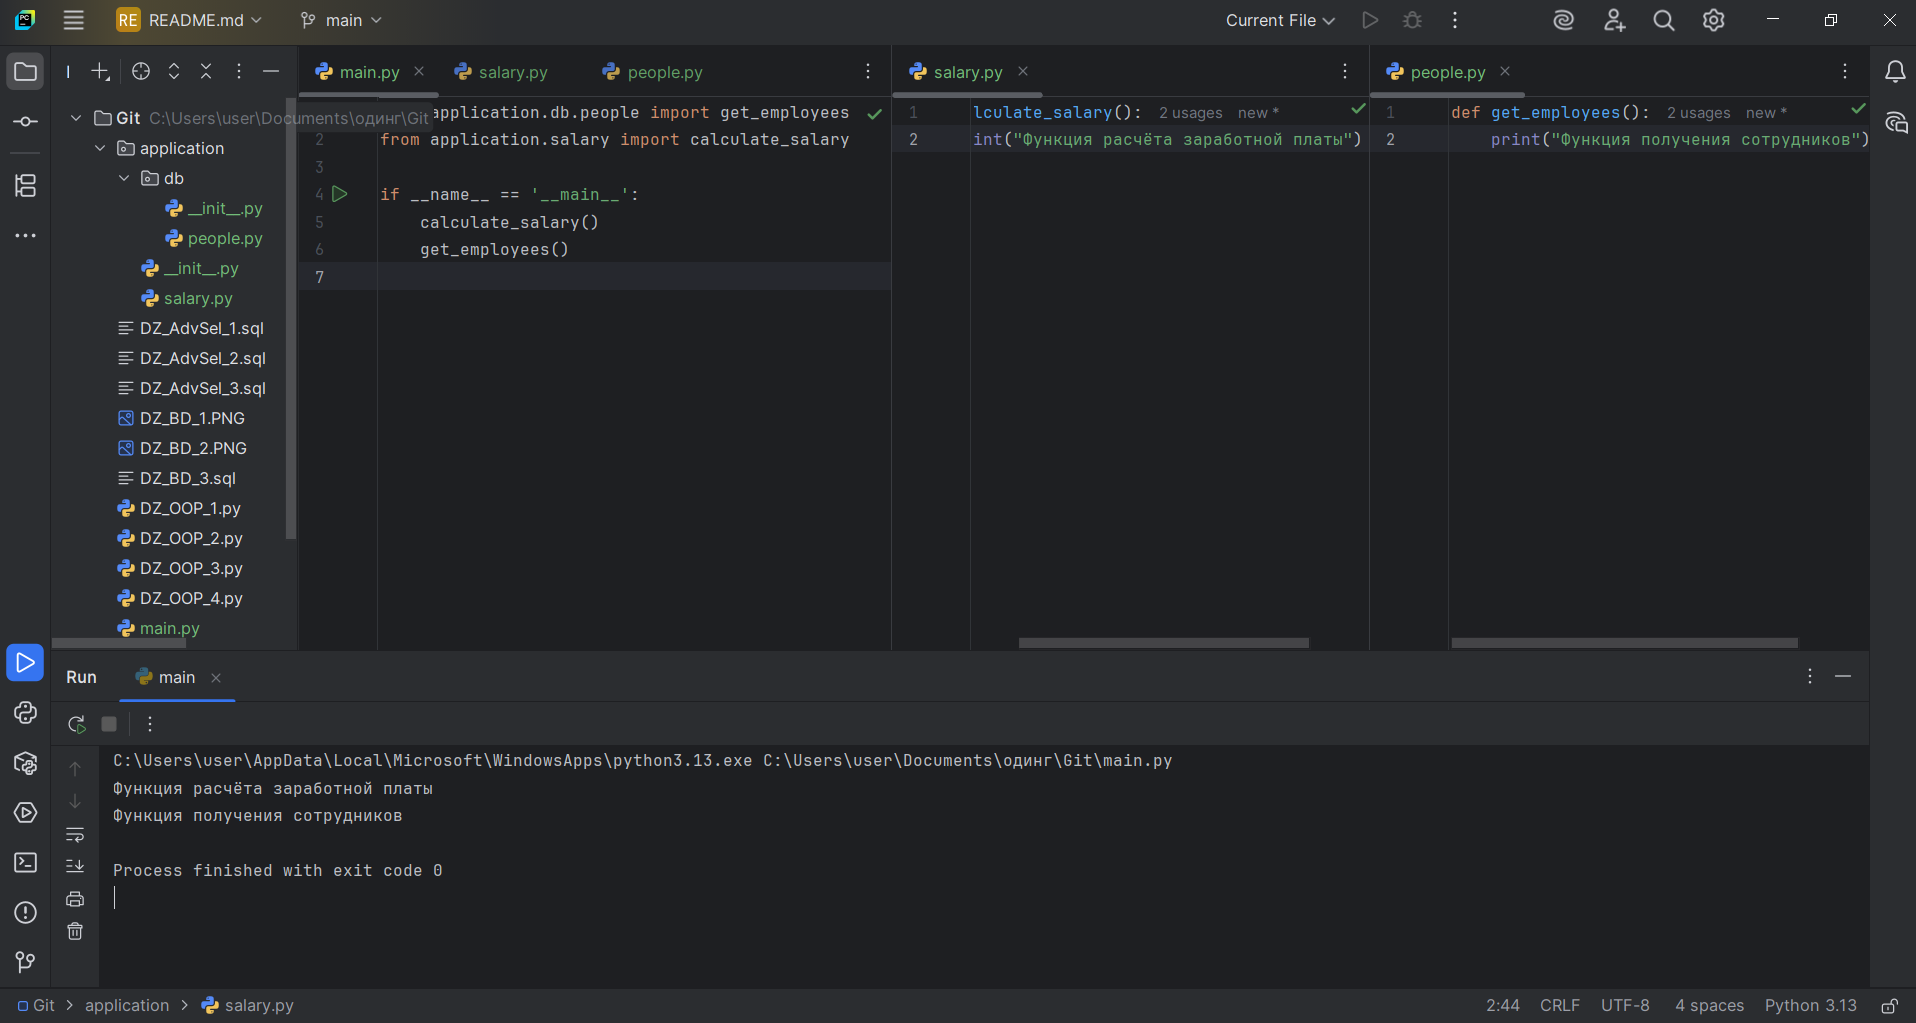 PC
RE README.md
main
Current File
main.py
salary.py
people.py
salary.py
people.py
Git C:\Users\user\Documents\одинг\Git
application
db
__init__.py
people.py
__init__.py
salary.py
DZ_AdvSel_1.sql
DZ_AdvSel_2.sql
DZ_AdvSel_3.sql
DZ_BD_1.PNG
DZ_BD_2.PNG
DZ_BD_3.sql
DZ_OOP_1.py
DZ_OOP_2.py
DZ_OOP_3.py
DZ_OOP_4.py
main.py
application.db.people import get_employees
2 from application.salary import calculate_salary
3
4 if __name__ == '__main__':
5 calculate_salary()
6 get_employees()
7
1 lculate_salary(): 2 usages new *
2 int("Функция расчёта заработной платы")
1 def get_employees(): 2 usages new *
2 print("Функция получения сотрудников")
Run main
C:\Users\user\AppData\Local\Microsoft\WindowsApps\python3.13.exe C:\Users\user\Documents\одинг\Git\main.py
Функция расчёта заработной платы
Функция получения сотрудников
Process finished with exit code 0
Git > application > salary.py
2:44 CRLF UTF-8 4 spaces Python 3.13